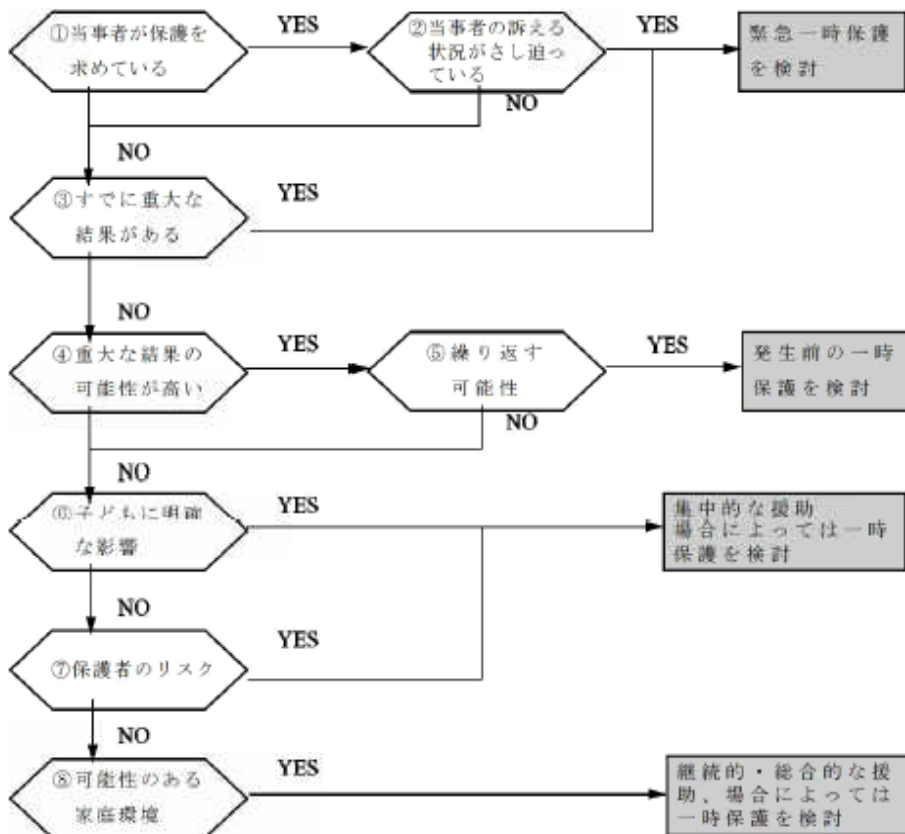 ①当事者が保護を
求めている
YES
②当事者の訴える
状況がさし迫っ
ている
YES
緊急一時保護
を検討
NO
NO
③すでに重大な
結果がある
YES
NO
④重大な結果の
可能性が高い
YES
⑤繰り返す
可能性
YES
発生前の一時
保護を検討
NO
NO
⑥子どもに明確
な影響
YES
集中的な援助
場合によっては一時
保護を検討
NO
⑦保護者のリスク
YES
NO
⑧可能性のある
家庭環境
YES
継続的・総合的な援
助、場合によっては
一時保護を検討